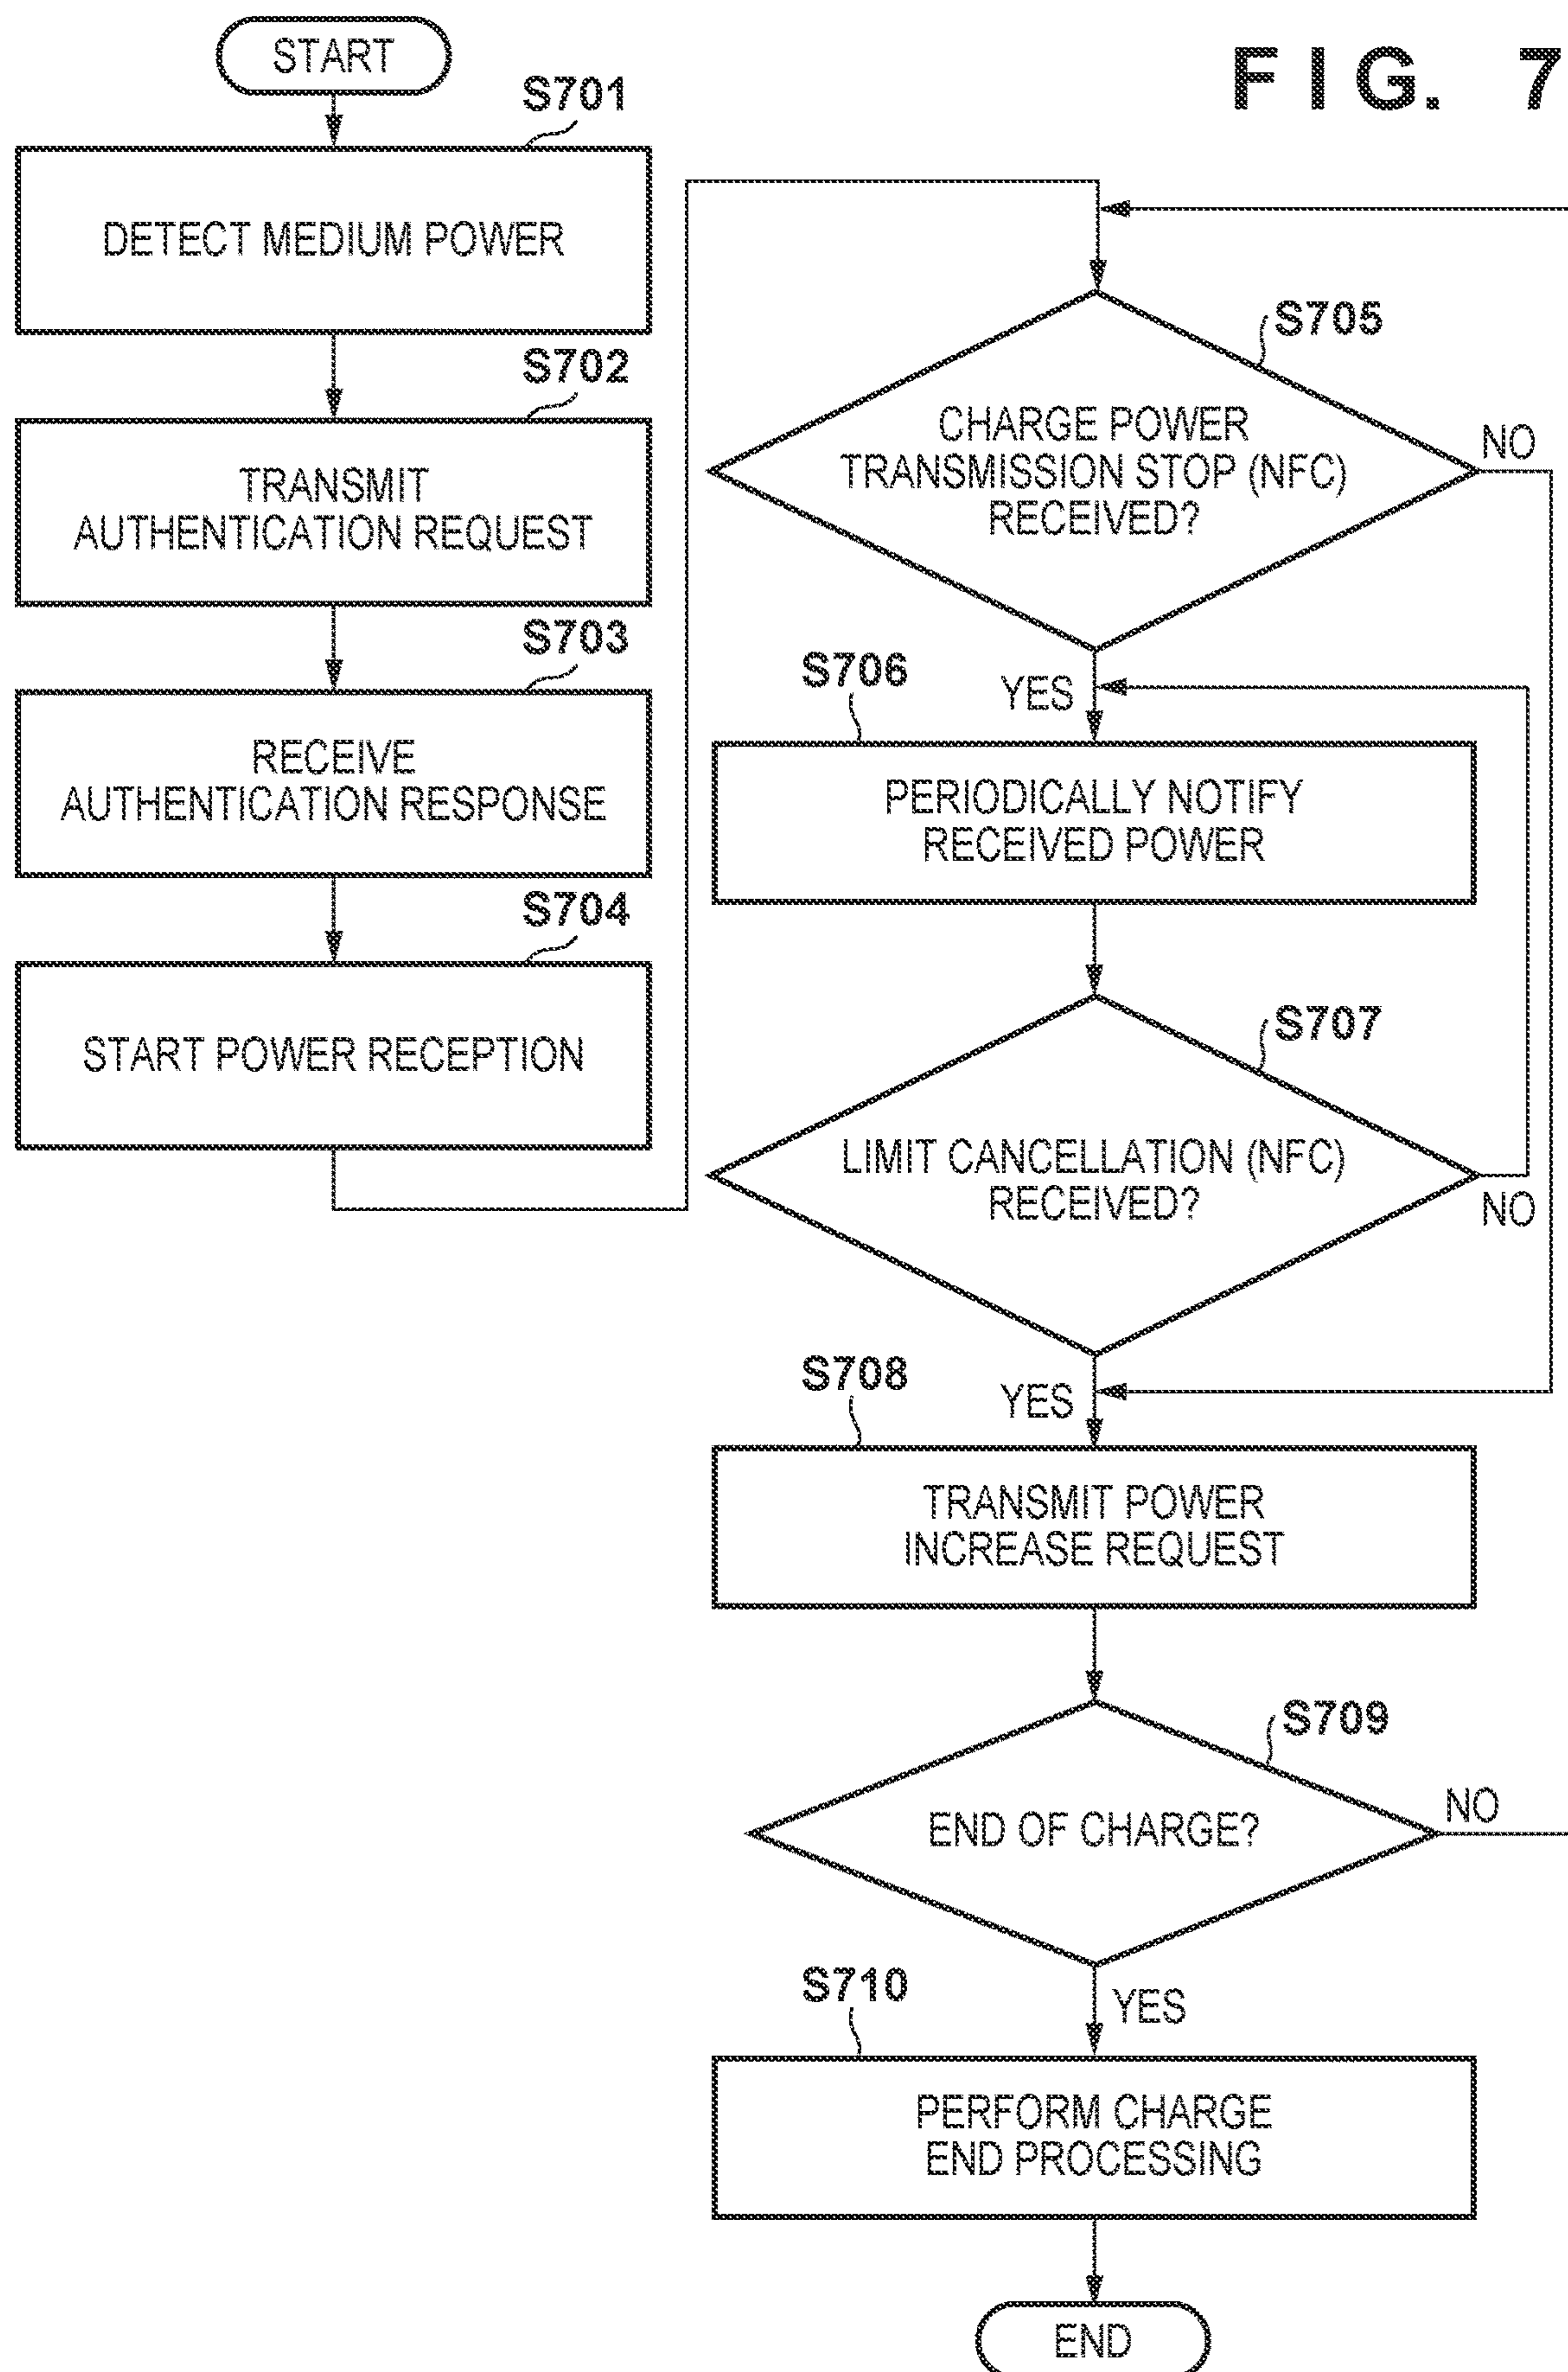 FIG. 7
START
S701
DETECT MEDIUM POWER
S702
TRANSMIT
AUTHENTICATION REQUEST
S703
RECEIVE
AUTHENTICATION RESPONSE
S704
START POWER RECEPTION
S705
CHARGE POWER
TRANSMISSION STOP (NFC)
RECEIVED?
NO
YES
S706
PERIODICALLY NOTIFY
RECEIVED POWER
S707
LIMIT CANCELLATION (NFC)
RECEIVED?
NO
YES
S708
TRANSMIT POWER
INCREASE REQUEST
S709
END OF CHARGE?
NO
YES
S710
PERFORM CHARGE
END PROCESSING
END